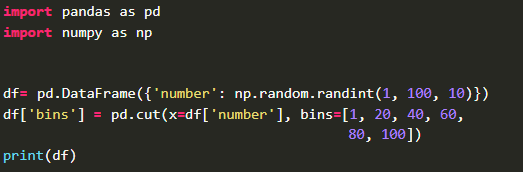 import pandas as pd
import numpy as np
df= pd.DataFrame({'number': np.random.randint(1, 100, 10)})
df['bins'] = pd.cut(x=df['number'], bins=[1, 20, 40, 60,
80, 100])
print(df)